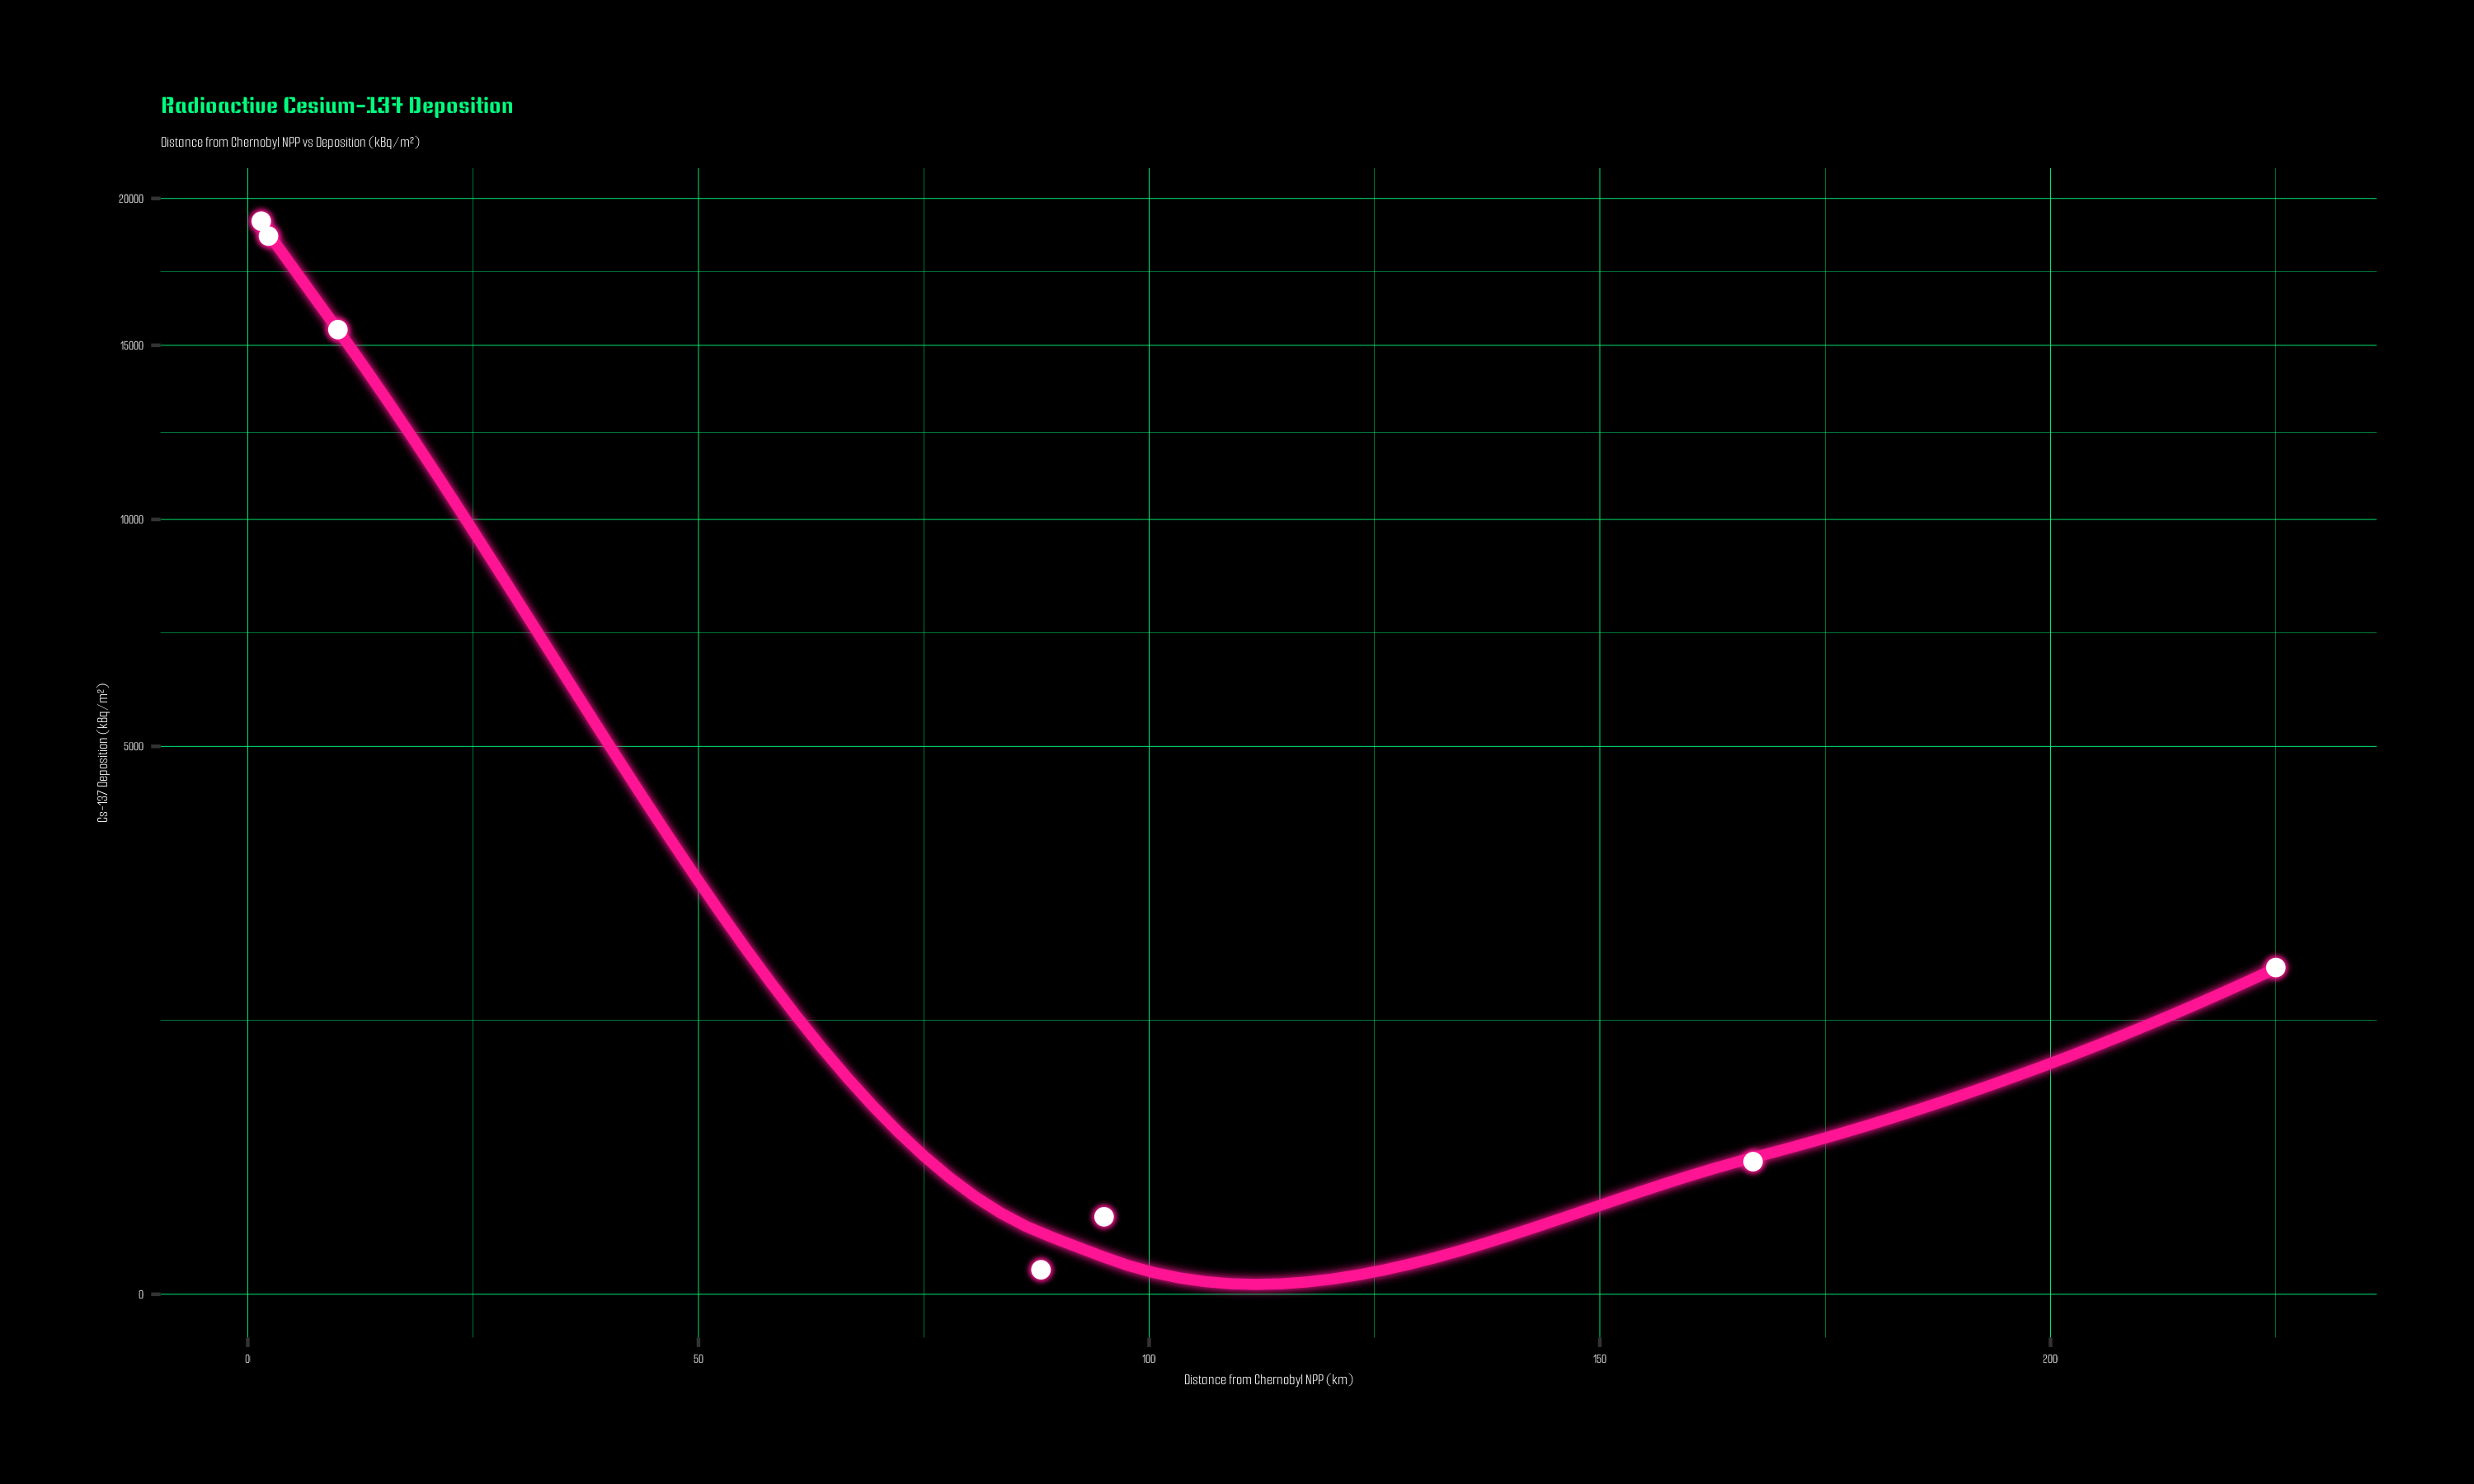 Radioactive Cesium-137 Deposition
Distance from Chernobyl NPP vs Deposition (kBq/m²)
20000
15000
10000
5000
0
Cs-137 Deposition (kBq/m²)
0 50 100 150 200
Distance from Chernobyl NPP (km)